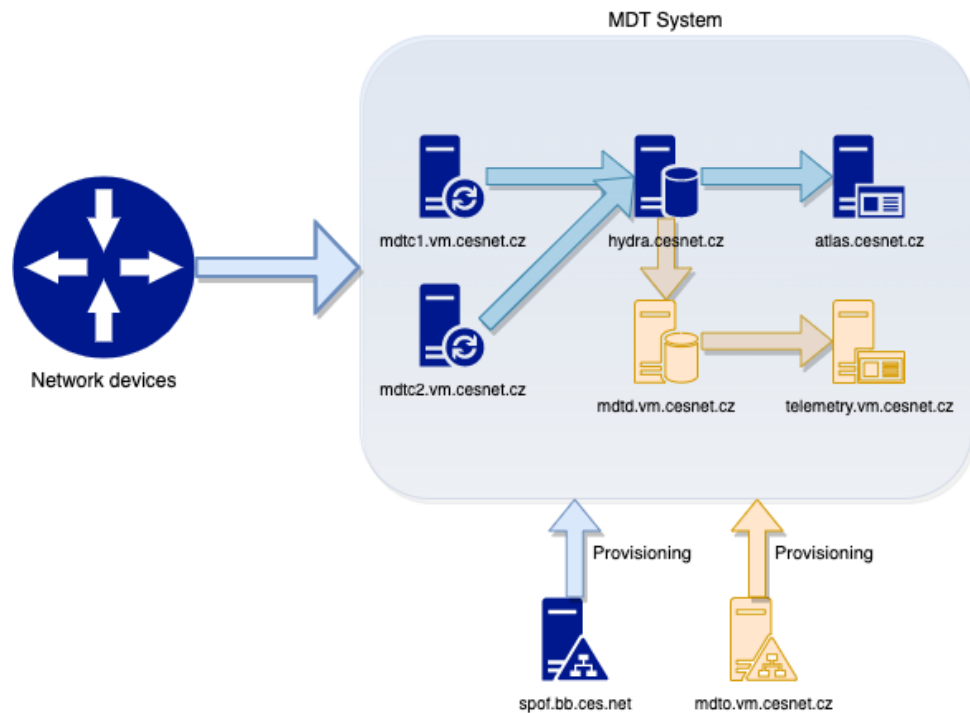 MDT System
mdtc1.vm.cesnet.cz
hydra.cesnet.cz
atlas.cesnet.cz
Network devices
mdtc2.vm.cesnet.cz
mdtd.vm.cesnet.cz
telemetry.vm.cesnet.cz
Provisioning
Provisioning
spof.bb.ces.net
mdto.vm.cesnet.cz